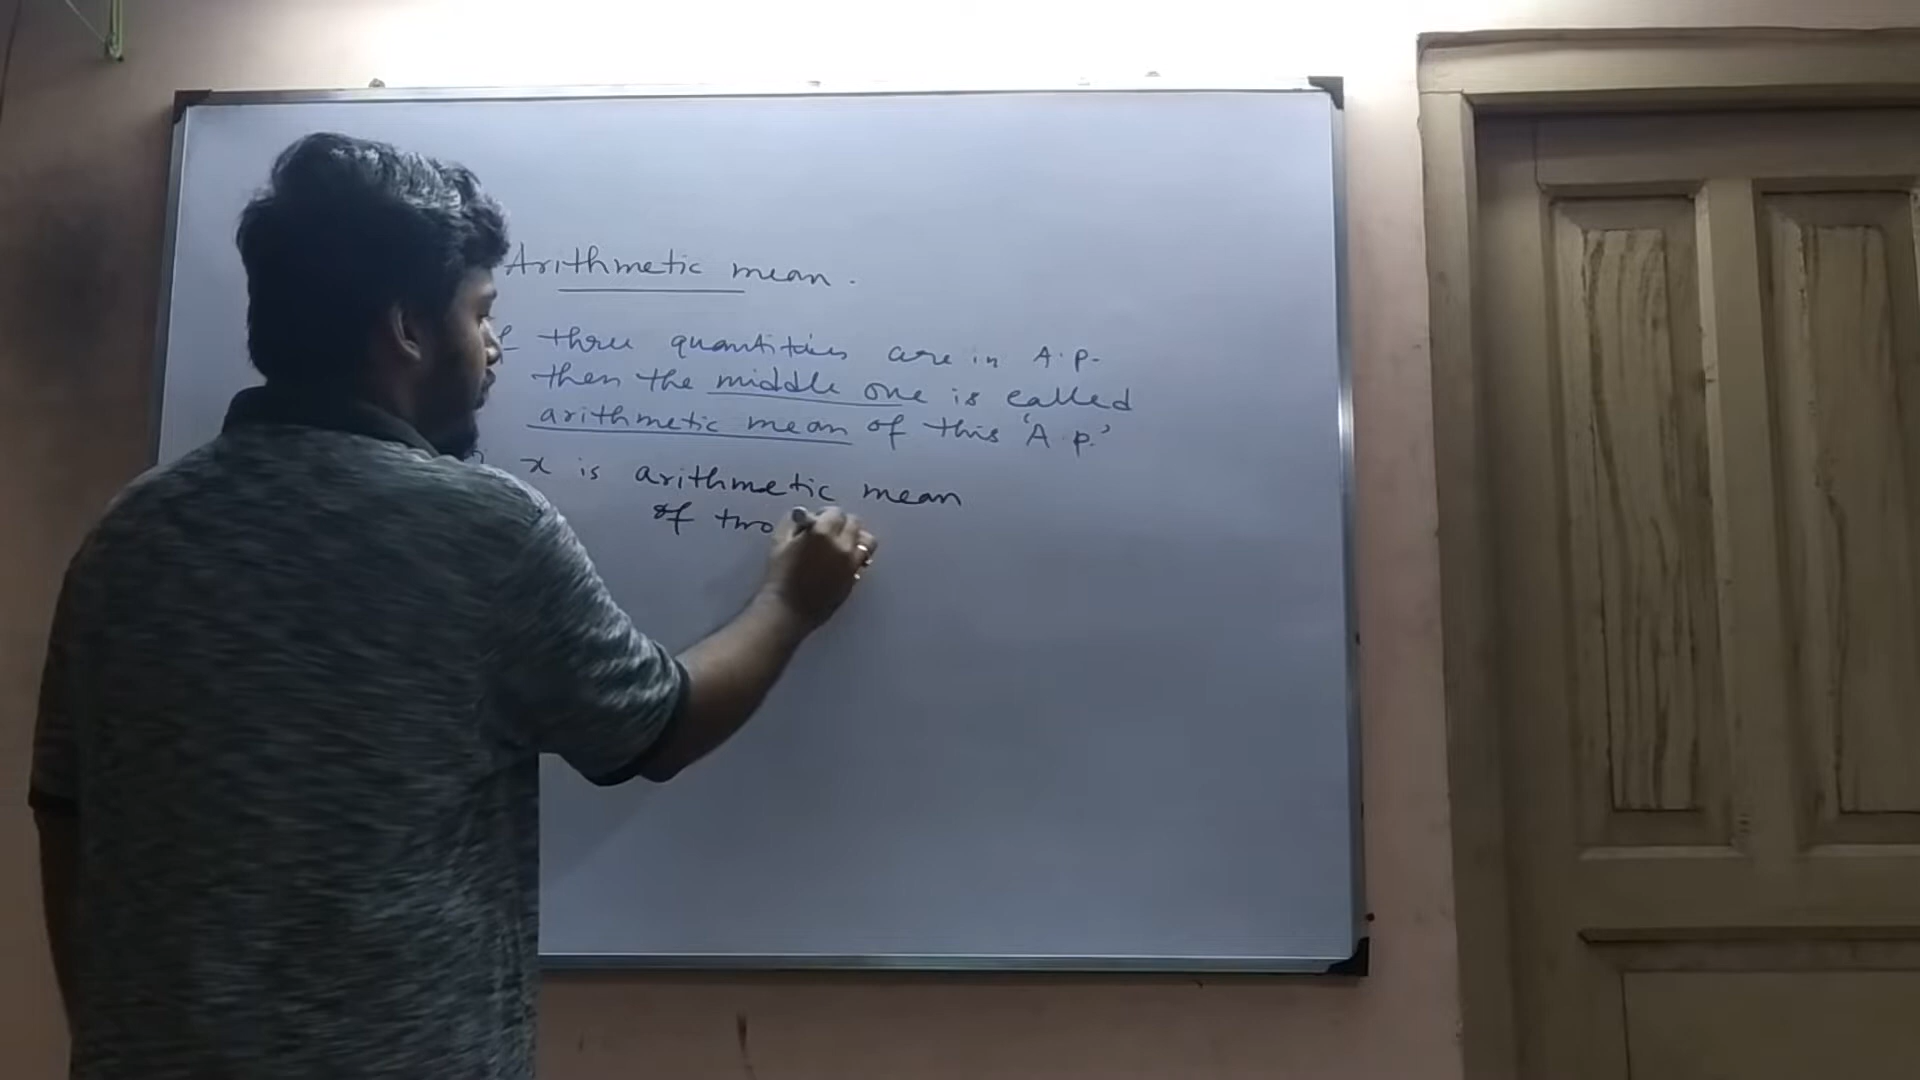 Arithmetic mean.
three quantities are in A.P.
then the middle one is called
arithmetic mean of this 'A.P.'
x is arithmetic mean
of two